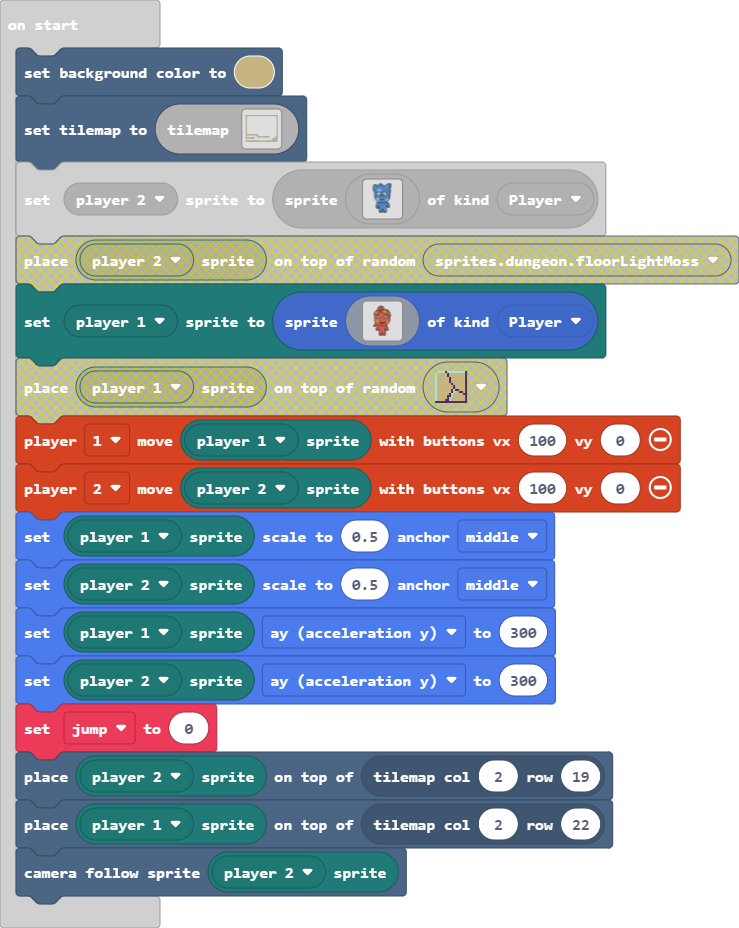 on start
set background color to
set tilemap to tilemap
set player 2 sprite to sprite of kind Player
place player 2 sprite on top of random sprites.dungeon.floorLightMoss
set player 1 sprite to sprite of kind Player
place player 1 sprite on top of random
player 1 move player 1 sprite with buttons vx 100 vy 0
player 2 move player 2 sprite with buttons vx 100 vy 0
set player 1 sprite scale to 0.5 anchor middle
set player 2 sprite scale to 0.5 anchor middle
set player 1 sprite ay (acceleration y) to 300
set player 2 sprite ay (acceleration y) to 300
set jump to 0
place player 2 sprite on top of tilemap col 2 row 19
place player 1 sprite on top of tilemap col 2 row 22
camera follow sprite player 2 sprite